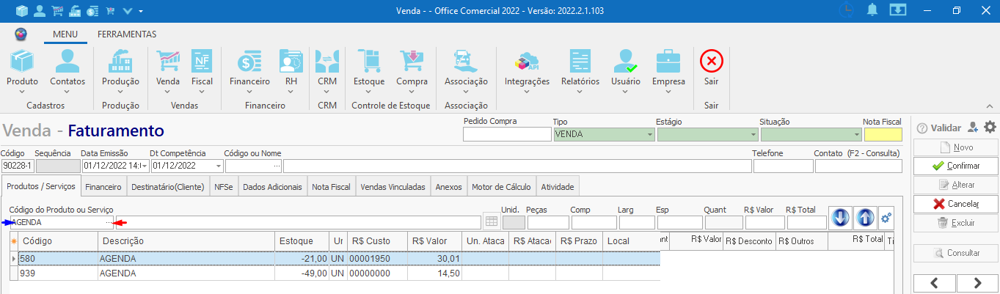 Venda - - Office Comercial 2022 - Versão: 2022.2.1.103
MENU FERRAMENTAS
NF API
Produto Contatos Produção Venda Fiscal Financeiro RH CRM Estoque Compra Associação Integrações Relatórios Usuário Empresa Sair
Cadastros Produção Vendas Financeiro CRM Controle de Estoque Associação Sair
Venda - Faturamento
Pedido Compra Tipo Estágio Situação Nota Fiscal
VENDA
Validar
Código Sequência Data Emissão Dt Competência Código ou Nome Telefone Contato (F2 - Consulta)
90228-1 01/12/2022 14:0 01/12/2022 ...
Novo
Confirmar
Alterar
Cancelar
Excluir
Consultar
Produtos / Serviços Financeiro Destinatário(Cliente) NFSe Dados Adicionais Nota Fiscal Vendas Vinculadas Anexos Motor de Cálculo Atividade
Código do Produto ou Serviço Unid. Peças Comp Larg Esp Quant R$ Valor R$ Total
AGENDA ...
Código Descrição Estoque Ur R$ Custo R$ Valor Un. Ataca R$ Atacad R$ Prazo Local ant R$ Valor R$ Desconto R$ Outros R$ Total Ti
580 AGENDA -21,00 UN 00001950 30,01
939 AGENDA -49,00 UN 00000000 14,50